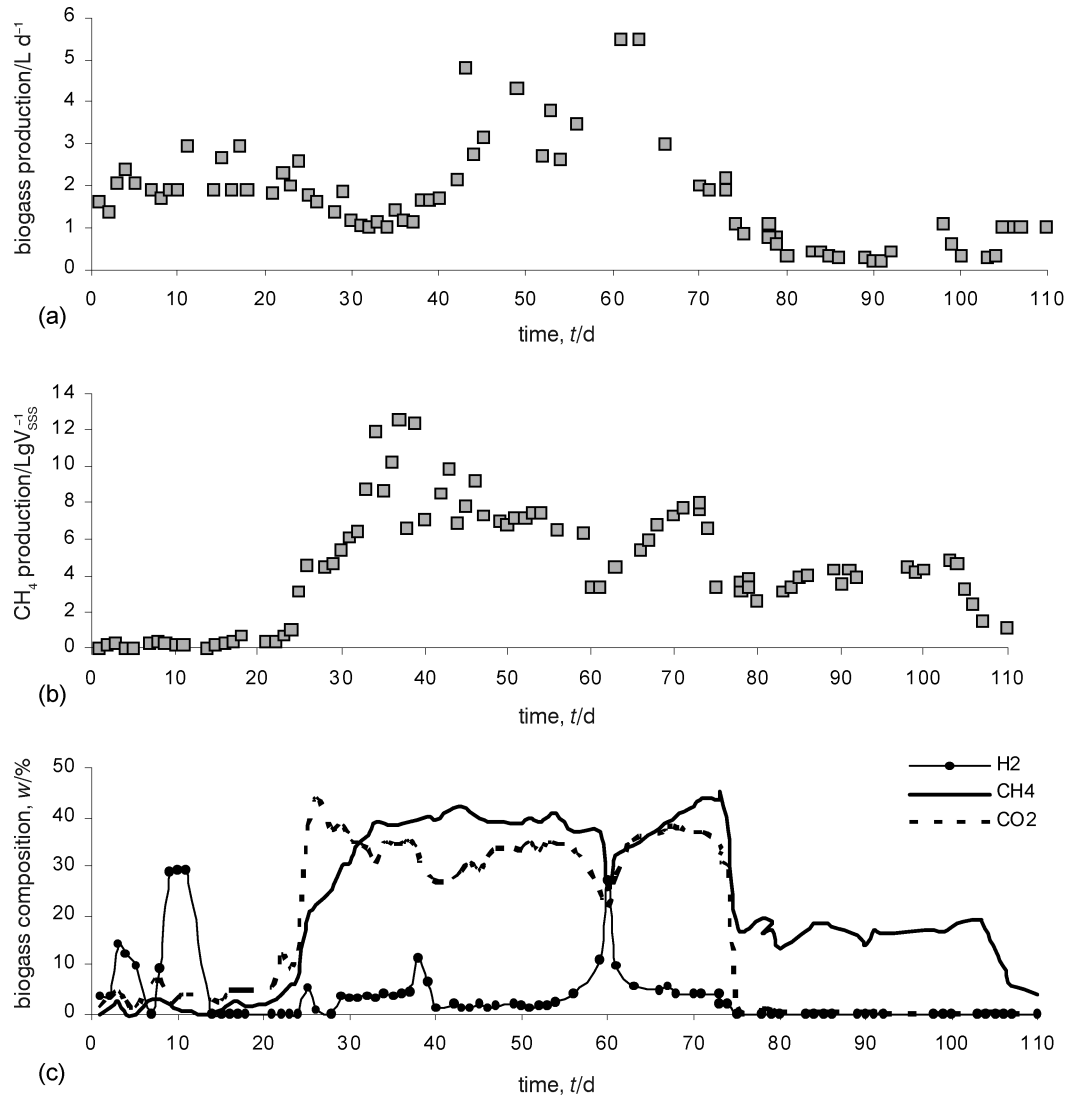 biogass production/L d⁻¹
6
5
4
3
2
1
0
0 10 20 30 40 50 60 70 80 90 100 110
(a)
time, t/d
CH₄ production/LgV⁻¹SSS
14
12
10
8
6
4
2
0
0 10 20 30 40 50 60 70 80 90 100 110
(b)
time, t/d
biogass composition, w/%
50
40
30
20
10
0
H2
CH4
CO2
0 10 20 30 40 50 60 70 80 90 100 110
(c)
time, t/d